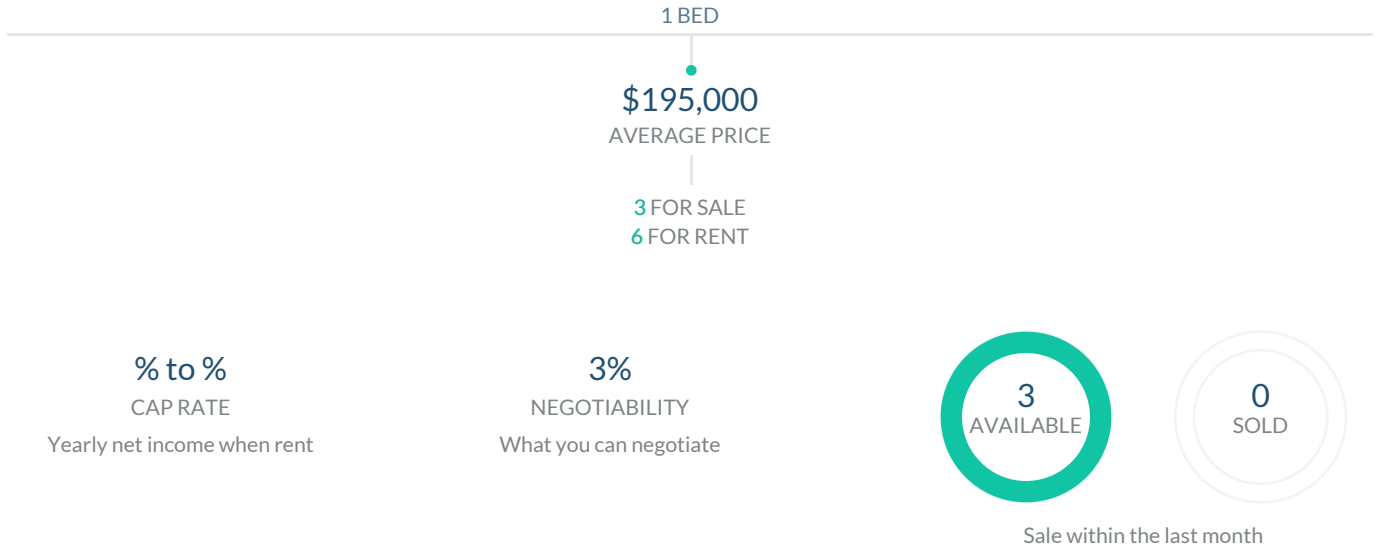 1 BED
$195,000
AVERAGE PRICE
3 FOR SALE
6 FOR RENT
% to %
CAP RATE
Yearly net income when rent
3%
NEGOTIABILITY
What you can negotiate
3
AVAILABLE
0
SOLD
Sale within the last month